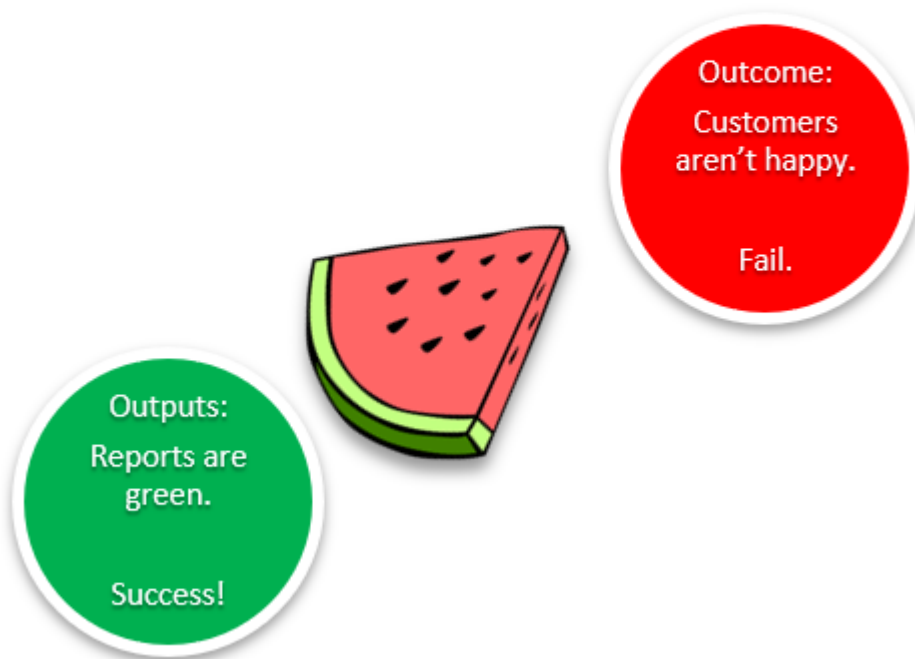 Outcome:
Customers
aren’t happy.
Fail.
Outputs:
Reports are
green.
Success!